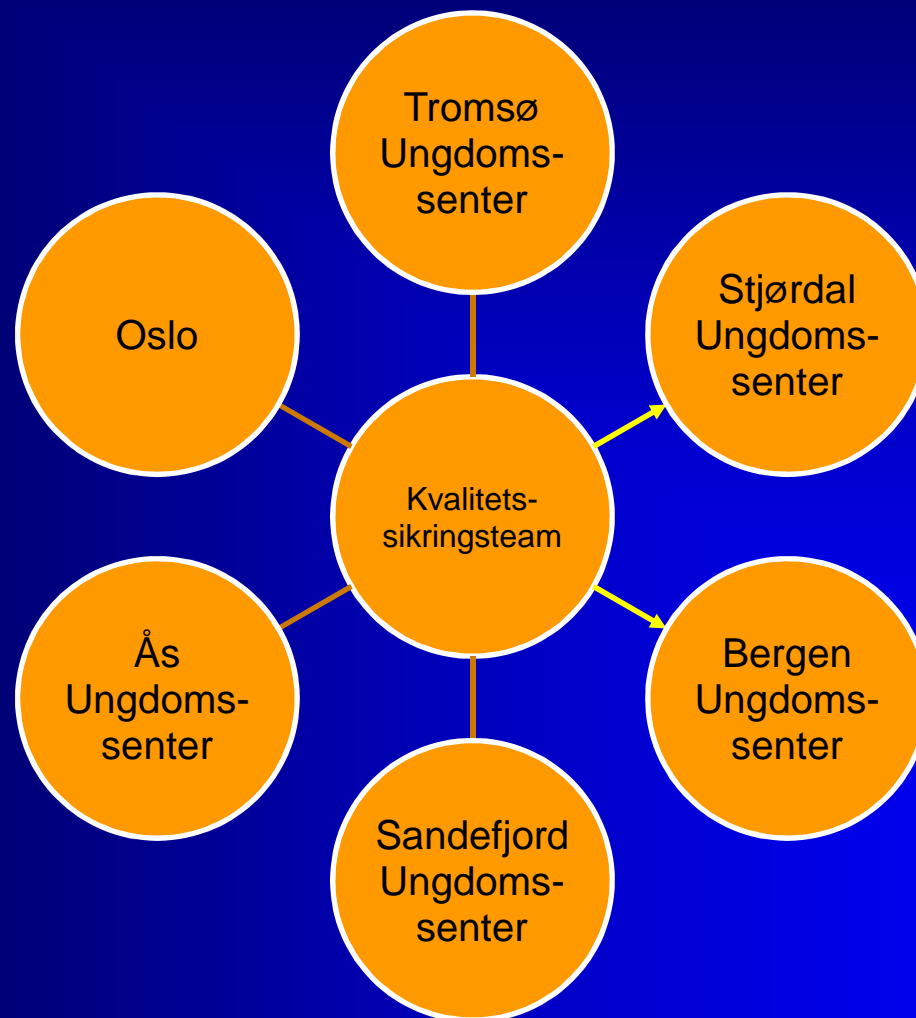 Tromsø
Ungdoms-
senter
Oslo
Stjørdal
Ungdoms-
senter
Kvalitets-
sikringsteam
Ås
Ungdoms-
senter
Bergen
Ungdoms-
senter
Sandefjord
Ungdoms-
senter